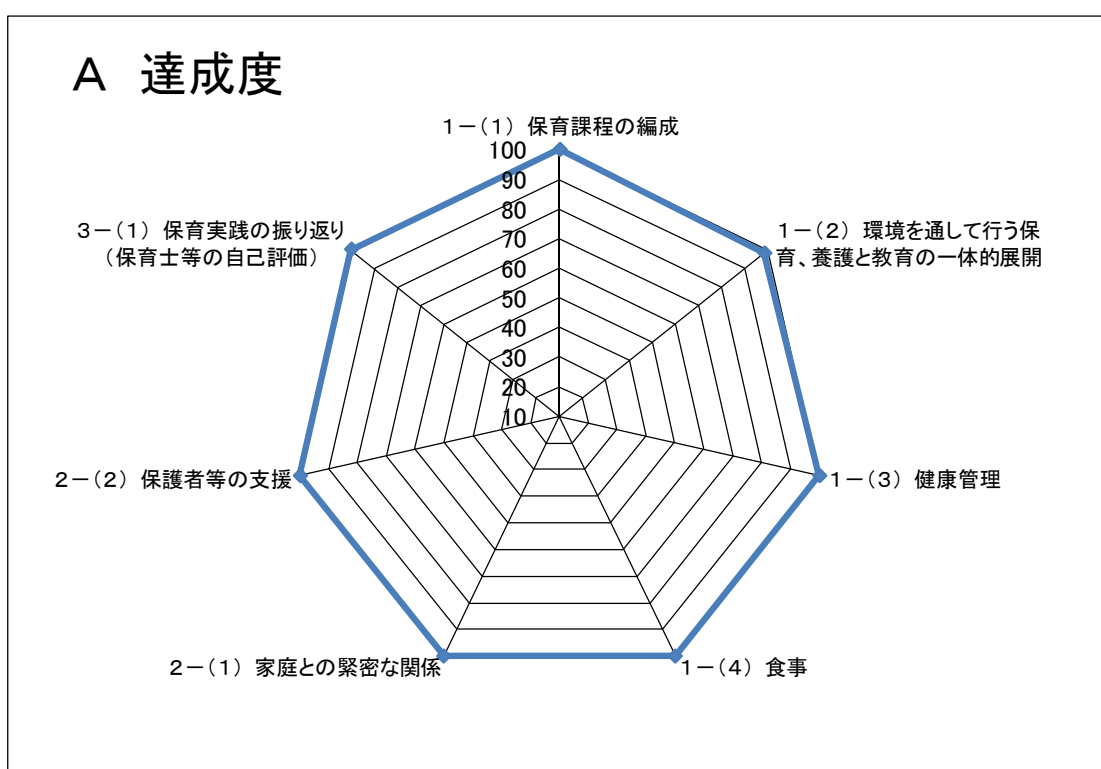 A 達成度
1－(1) 保育課程の編成
100
90
80
70
60
50
40
30
20
10
1－(2) 環境を通して行う保
育、養護と教育の一体的展開
1－(3) 健康管理
1－(4) 食事
2－(1) 家庭との緊密な関係
2－(2) 保護者等の支援
3－(1) 保育実践の振り返り
（保育士等の自己評価）